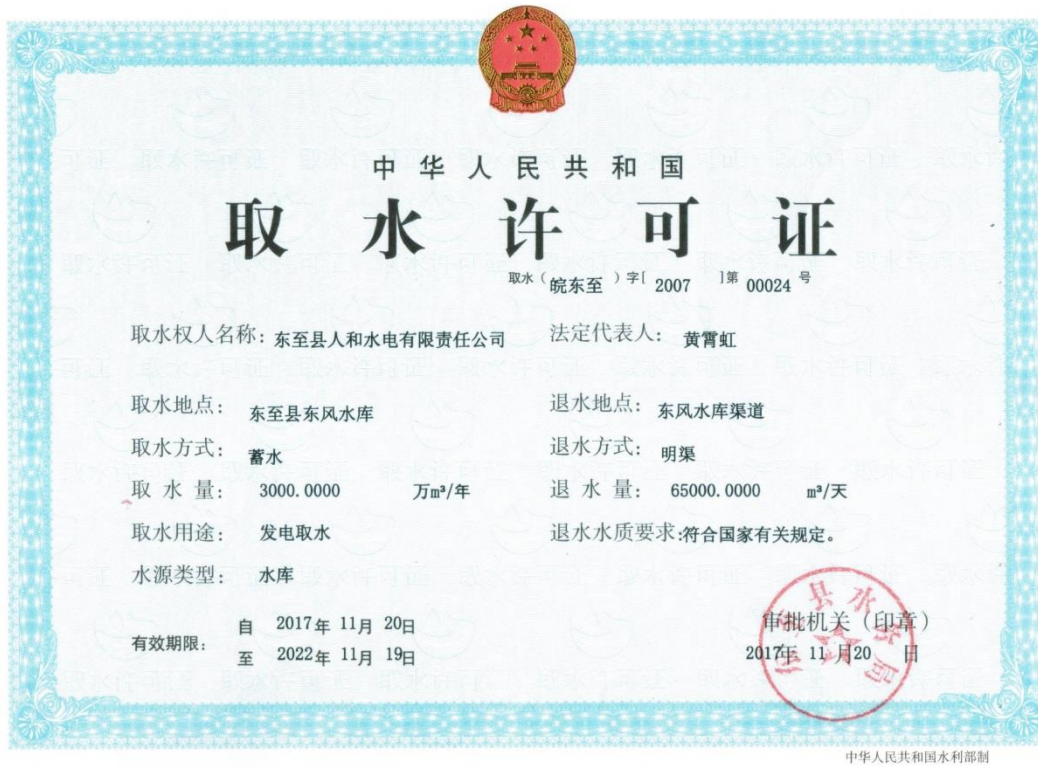 中华人民共和国
取水许可证
取水（皖东至）字[ 2007 ]第 00024 号
取水权人名称：东至县人和水电有限责任公司 法定代表人：黄霄虹
取水地点：东至县东风水库 退水地点：东风水库渠道
取水方式：蓄水 退水方式：明渠
取 水 量：3000.0000 万m³/年 退 水 量：65000.0000 m³/天
取水用途：发电取水 退水水质要求:符合国家有关规定。
水源类型：水库
有效期限：自 2017年 11月 20日
至 2022年 11月 19日
审批机关（印章）
2017年 11月20 日
县水务局
中华人民共和国水利部制